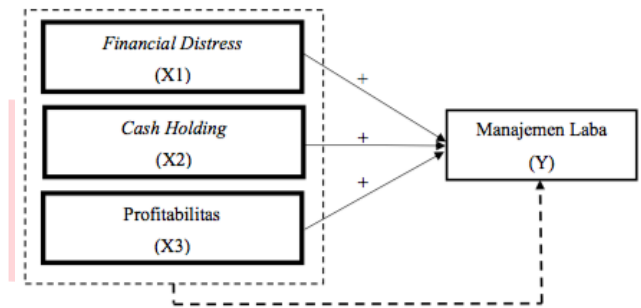 Financial Distress
(X1)
Cash Holding
(X2)
Profitabilitas
(X3)
+
+
+
Manajemen Laba
(Y)